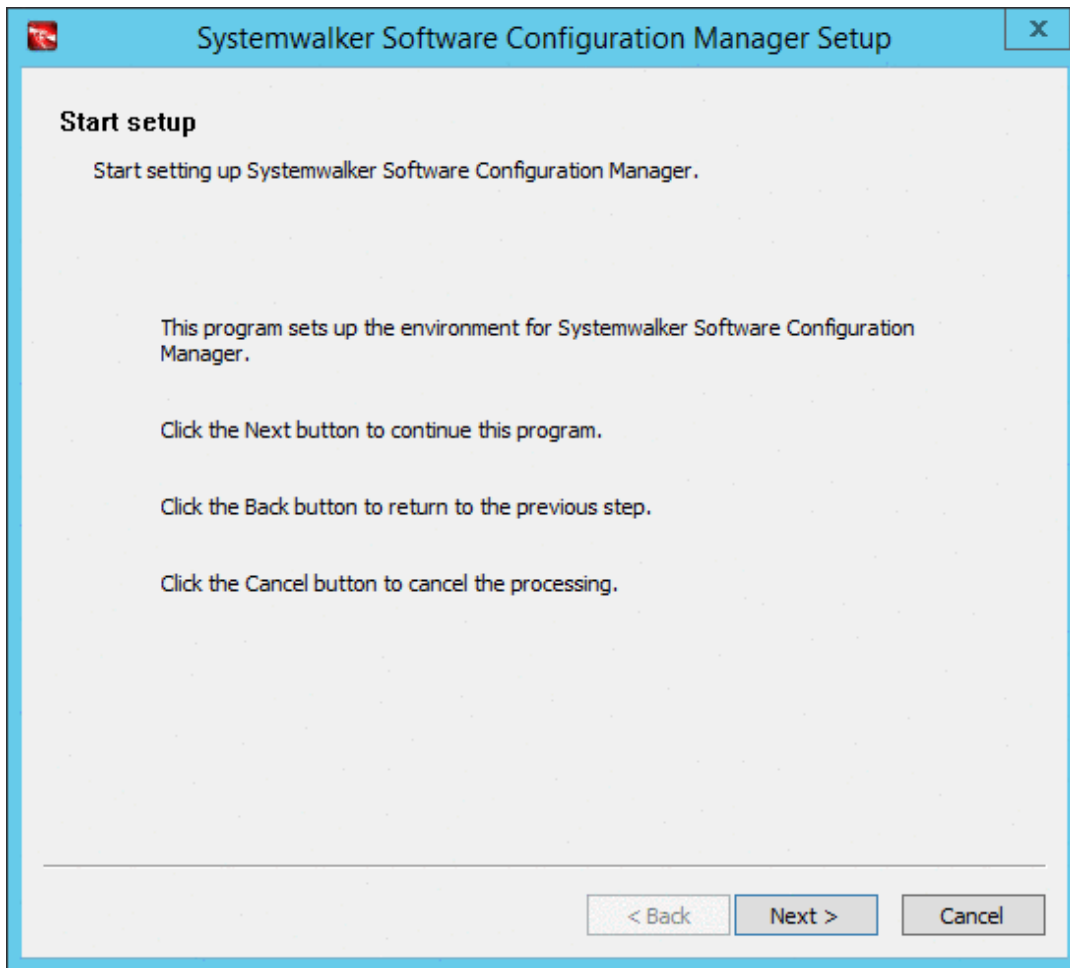 Systemwalker Software Configuration Manager Setup
x
Start setup
Start setting up Systemwalker Software Configuration Manager.
This program sets up the environment for Systemwalker Software Configuration
Manager.
Click the Next button to continue this program.
Click the Back button to return to the previous step.
Click the Cancel button to cancel the processing.
< Back
Next >
Cancel